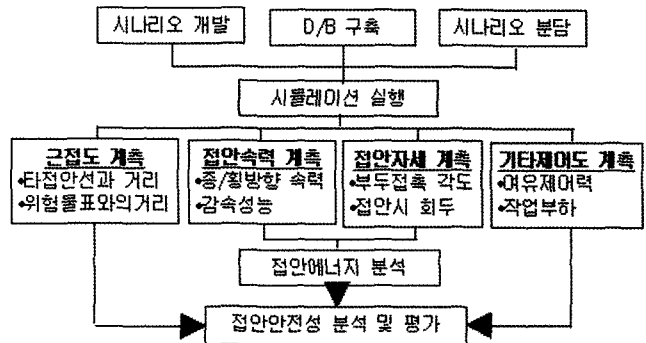 시나리오 개발
D/B 구축
시나리오 분담
시뮬레이션 실행
근접도 계측
•타접안선과 거리
•위험물표와의거리
접안속력 계측
•종/횡방향 속력
•감속성능
접안자세 계측
•부두접촉 각도
•접안시 회두
기타제어도 계측
•여유제어력
•작업부하
접안에너지 분석
접안안전성 분석 및 평가